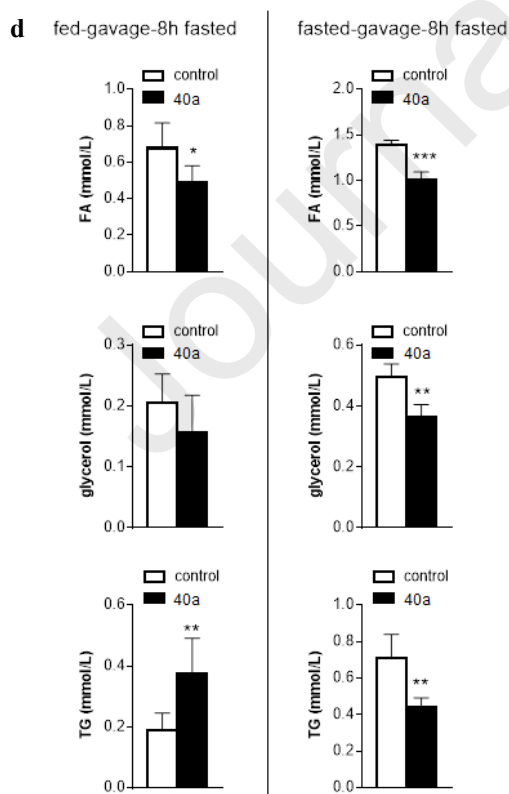 d
fed-gavage-8h fasted
fasted-gavage-8h fasted
control
40a
FA (mmol/L)
1.0
0.8
0.6
0.4
0.2
0.0
*
control
40a
FA (mmol/L)
2.0
1.5
1.0
0.5
0.0
***
control
40a
glycerol (mmol/L)
0.3
0.2
0.1
0.0
control
40a
glycerol (mmol/L)
0.6
0.4
0.2
0.0
**
control
40a
TG (mmol/L)
0.6
0.4
0.2
0.0
**
control
40a
TG (mmol/L)
1.0
0.8
0.6
0.4
0.2
0.0
**
Journa